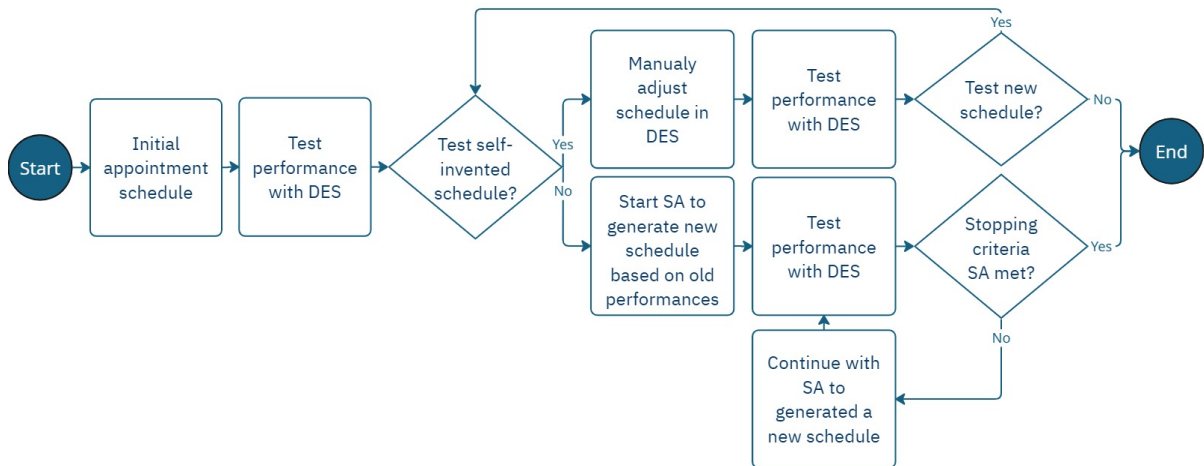 Start
Initial
appointment
schedule
Test
performance
with DES
Test self-
invented
schedule?
Yes
No
Manualy
adjust
schedule in
DES
Test
performance
with DES
Yes
Test new
schedule?
No
Start SA to
generate new
schedule
based on old
performances
Test
performance
with DES
Stopping
criteria
SA met?
Yes
No
Continue with
SA to
generated a
new schedule
End